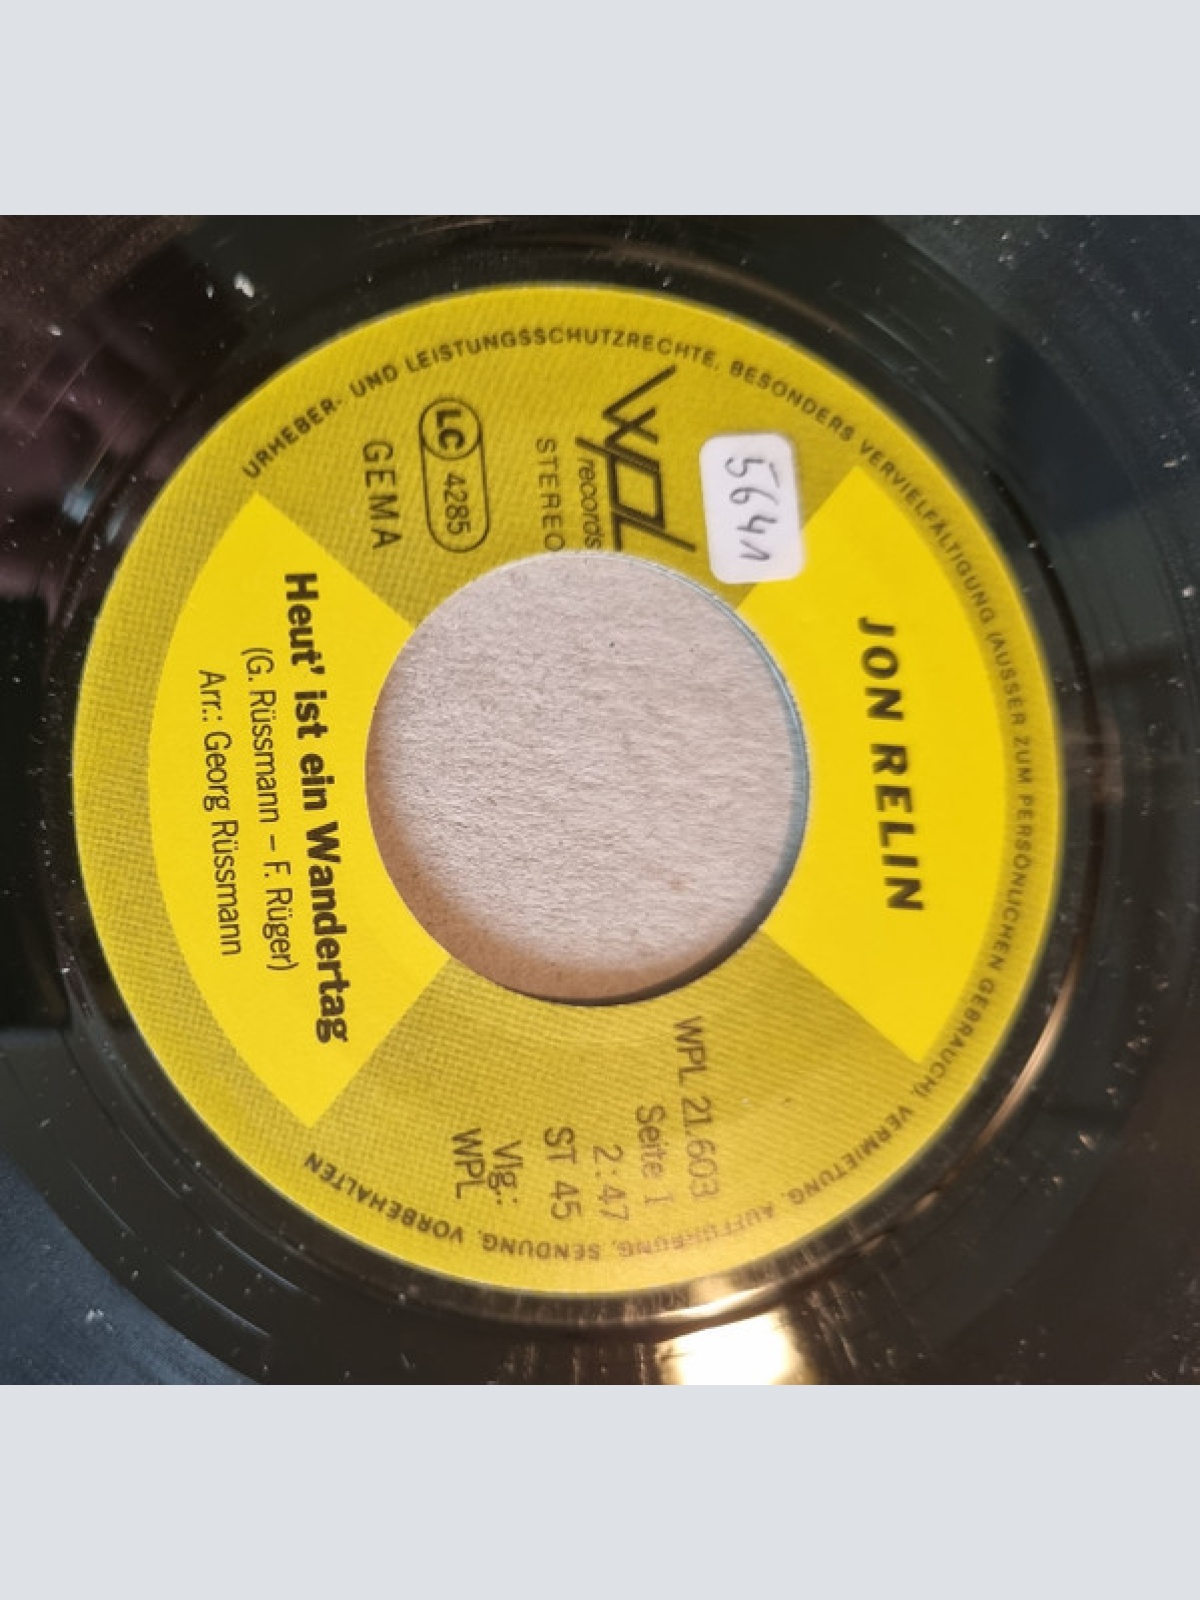 URHEBER- UND LEISTUNGSSCHUTZRECHTE, BESONDERS VERVIELFÄLTIGUNG (AUSSER ZUM PERSÖNLICHEN GEBRAUCH), VERMIETUNG, AUFFÜHRUNG, SENDUNG, VORBEHALTEN
JON RELIN
5641
WPL
records
STEREO
LC 4285
GEMA
WPL 21.603
Seite I
2:47
ST 45
Vlg.:
WPL
Heut' ist ein Wandertag
(G. Rüssmann – F. Rüger)
Arr.: Georg Rüssmann